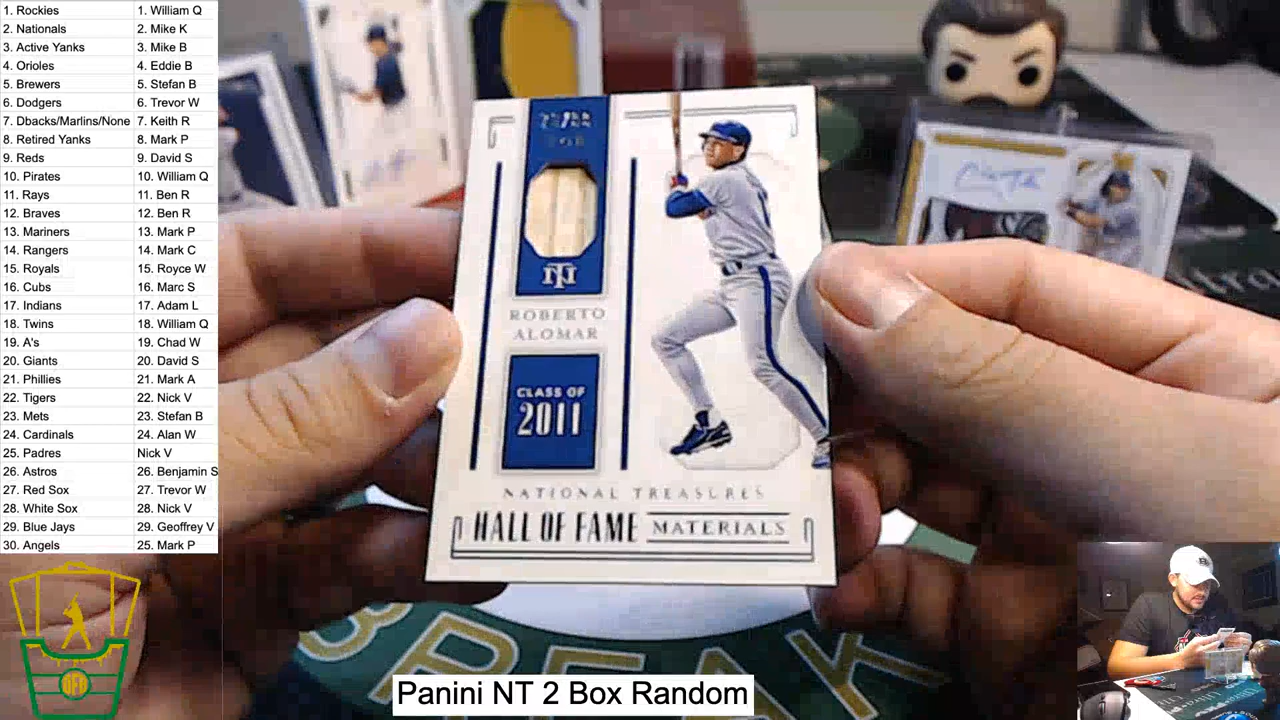 1. Rockies 1. William Q
2. Nationals 2. Mike K
3. Active Yanks 3. Mike B
4. Orioles 4. Eddie B
5. Brewers 5. Stefan B
6. Dodgers 6. Trevor W
7. Dbacks/Marlins/None 7. Keith R
8. Retired Yanks 8. Mark P
9. Reds 9. David S
10. Pirates 10. William Q
11. Rays 11. Ben R
12. Braves 12. Ben R
13. Mariners 13. Mark P
14. Rangers 14. Mark C
15. Royals 15. Royce W
16. Cubs 16. Marc S
17. Indians 17. Adam L
18. Twins 18. William Q
19. A's 19. Chad W
20. Giants 20. David S
21. Phillies 21. Mark A
22. Tigers 22. Nick V
23. Mets 23. Stefan B
24. Cardinals 24. Alan W
25. Padres Nick V
26. Astros 26. Benjamin S
27. Red Sox 27. Trevor W
28. White Sox 28. Nick V
29. Blue Jays 29. Geoffrey V
30. Angels 25. Mark P
NT
ROBERTO
ALOMAR
CLASS OF
2011
NATIONAL TREASURES
HALL OF FAME MATERIALS
BREAK
Panini NT 2 Box Random